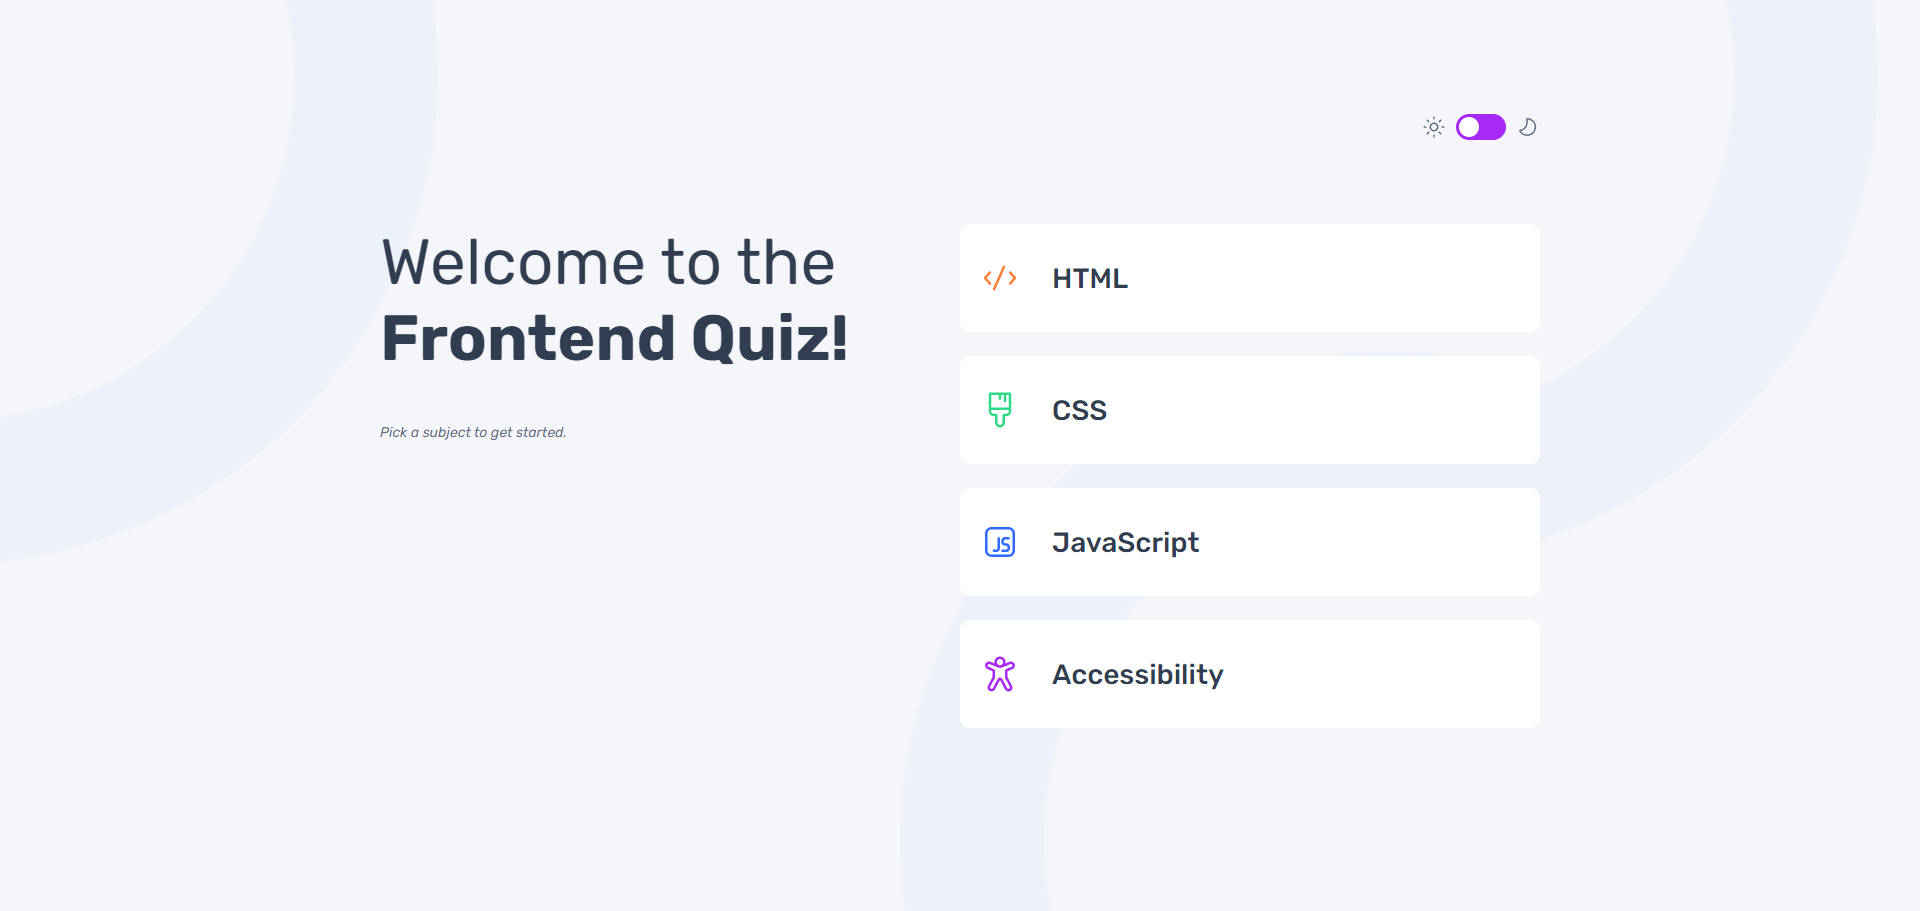 Welcome to the
Frontend Quiz!
Pick a subject to get started.
HTML
CSS
JS
JavaScript
Accessibility